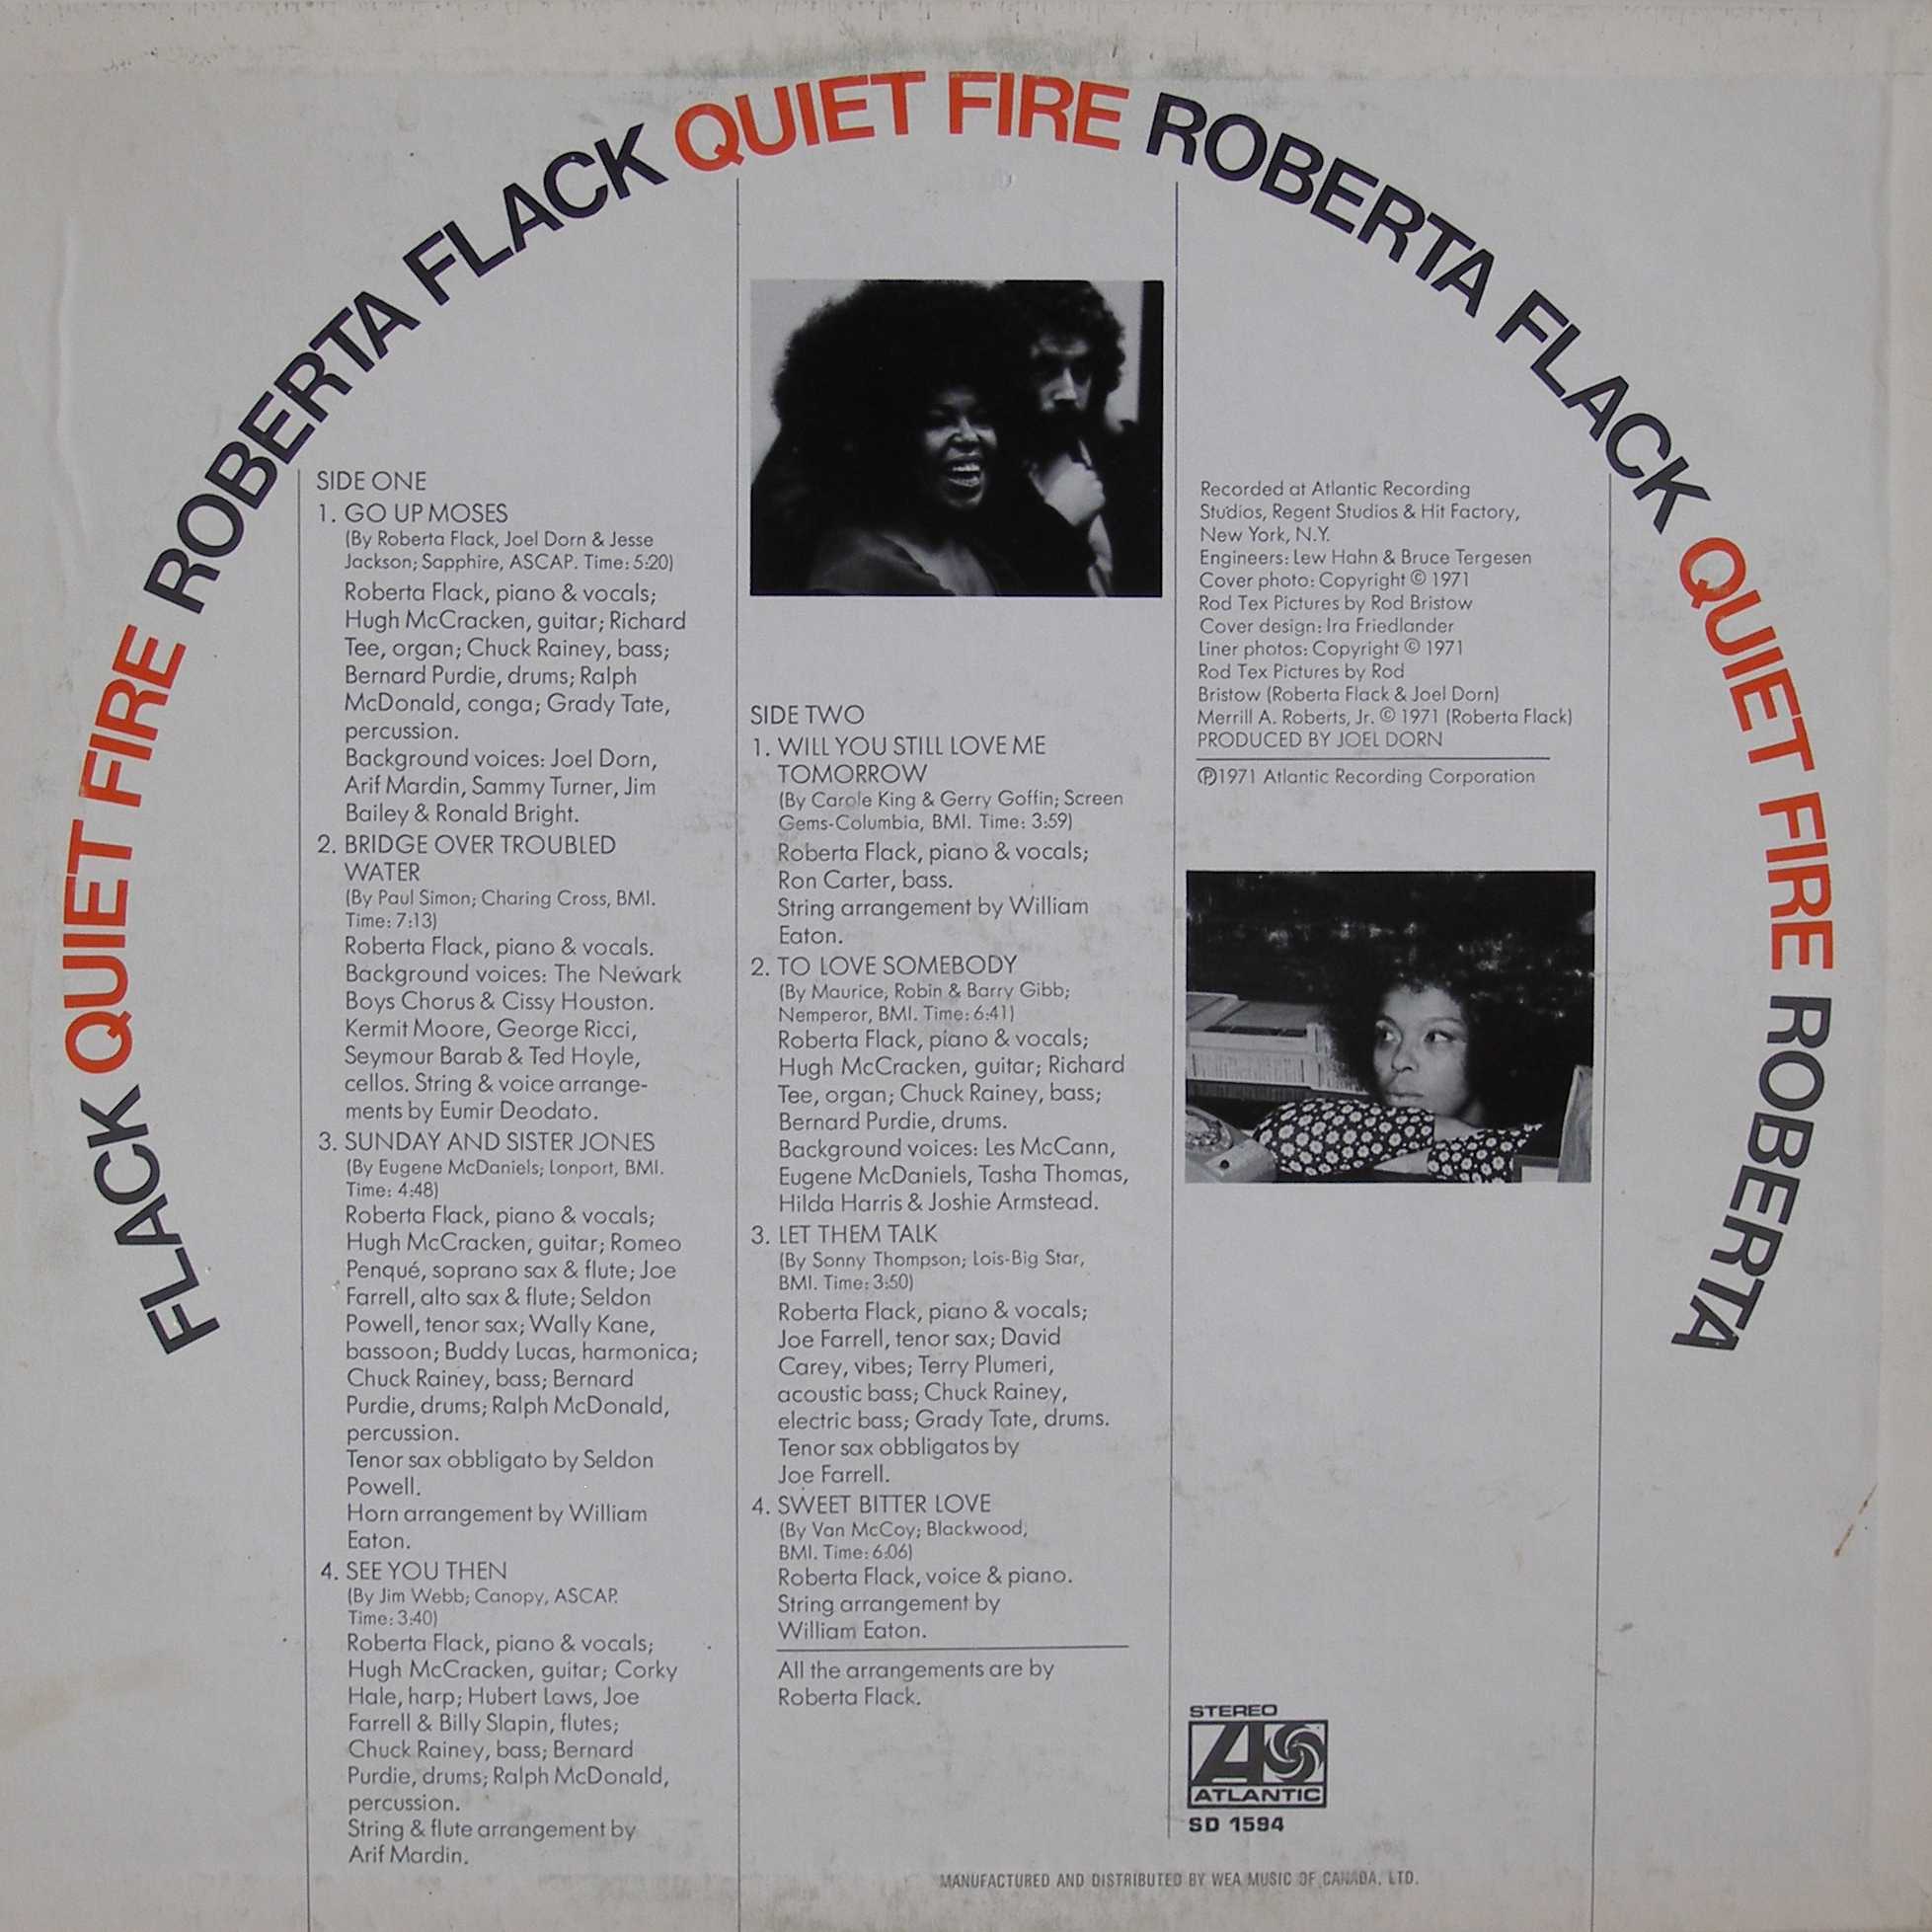 FLACK QUIET FIRE ROBERTA FLACK QUIET FIRE ROBERTA FLACK QUIET FIRE ROBERTA
SIDE ONE
1. GO UP MOSES
(By Roberta Flack, Joel Dorn & Jesse
Jackson; Sapphire, ASCAP. Time: 5:20)
Roberta Flack, piano & vocals;
Hugh McCracken, guitar; Richard
Tee, organ; Chuck Rainey, bass;
Bernard Purdie, drums; Ralph
McDonald, conga; Grady Tate,
percussion.
Background voices: Joel Dorn,
Arif Mardin, Sammy Turner, Jim
Bailey & Ronald Bright.
2. BRIDGE OVER TROUBLED
WATER
(By Paul Simon; Charing Cross, BMI.
Time: 7:13)
Roberta Flack, piano & vocals.
Background voices: The Newark
Boys Chorus & Cissy Houston.
Kermit Moore, George Ricci,
Seymour Barab & Ted Hoyle,
cellos. String & voice arrange-
ments by Eumir Deodato.
3. SUNDAY AND SISTER JONES
(By Eugene McDaniels; Lonport, BMI.
Time: 4:48)
Roberta Flack, piano & vocals;
Hugh McCracken, guitar; Romeo
Penqué, soprano sax & flute; Joe
Farrell, alto sax & flute; Seldon
Powell, tenor sax; Wally Kane,
bassoon; Buddy Lucas, harmonica;
Chuck Rainey, bass; Bernard
Purdie, drums; Ralph McDonald,
percussion.
Tenor sax obbligato by Seldon
Powell.
Horn arrangement by William
Eaton.
4. SEE YOU THEN
(By Jim Webb; Canopy, ASCAP.
Time: 3:40)
Roberta Flack, piano & vocals;
Hugh McCracken, guitar; Corky
Hale, harp; Hubert Laws, Joe
Farrell & Billy Slapin, flutes;
Chuck Rainey, bass; Bernard
Purdie, drums; Ralph McDonald,
percussion.
String & flute arrangement by
Arif Mardin.
SIDE TWO
1. WILL YOU STILL LOVE ME
TOMORROW
(By Carole King & Gerry Goffin; Screen
Gems-Columbia, BMI. Time: 3:59)
Roberta Flack, piano & vocals;
Ron Carter, bass.
String arrangement by William
Eaton.
2. TO LOVE SOMEBODY
(By Maurice, Robin & Barry Gibb;
Nemperor, BMI. Time: 6:41)
Roberta Flack, piano & vocals;
Hugh McCracken, guitar; Richard
Tee, organ; Chuck Rainey, bass;
Bernard Purdie, drums.
Background voices: Les McCann,
Eugene McDaniels, Tasha Thomas,
Hilda Harris & Joshie Armstead.
3. LET THEM TALK
(By Sonny Thompson; Lois-Big Star,
BMI. Time: 3:50)
Roberta Flack, piano & vocals;
Joe Farrell, tenor sax; David
Carey, vibes; Terry Plumeri,
acoustic bass; Chuck Rainey,
electric bass; Grady Tate, drums.
Tenor sax obbligatos by
Joe Farrell.
4. SWEET BITTER LOVE
(By Van McCoy; Blackwood,
BMI. Time: 6:06)
Roberta Flack, voice & piano.
String arrangement by
William Eaton.
All the arrangements are by
Roberta Flack.
Recorded at Atlantic Recording
Studios, Regent Studios & Hit Factory,
New York, N.Y.
Engineers: Lew Hahn & Bruce Tergesen
Cover photo: Copyright © 1971
Rod Tex Pictures by Rod Bristow
Cover design: Ira Friedlander
Liner photos: Copyright © 1971
Rod Tex Pictures by Rod
Bristow (Roberta Flack & Joel Dorn)
Merrill A. Roberts, Jr. © 1971 (Roberta Flack)
PRODUCED BY JOEL DORN
℗1971 Atlantic Recording Corporation
STEREO
ATLANTIC
SD 1594
MANUFACTURED AND DISTRIBUTED BY WEA MUSIC OF CANADA, LTD.